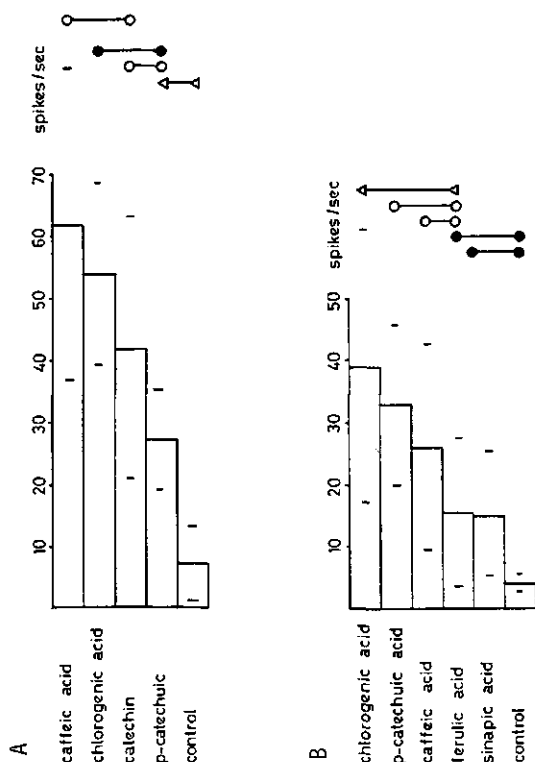 A
spikes/sec
10 20 30 40 50 60 70
caffeic acid
chlorogenic acid
catechin
p-catechuic
control
B
spikes/sec
10 20 30 40 50
chlorogenic acid
p-catechuic acid
caffeic acid
ferulic acid
sinapic acid
control